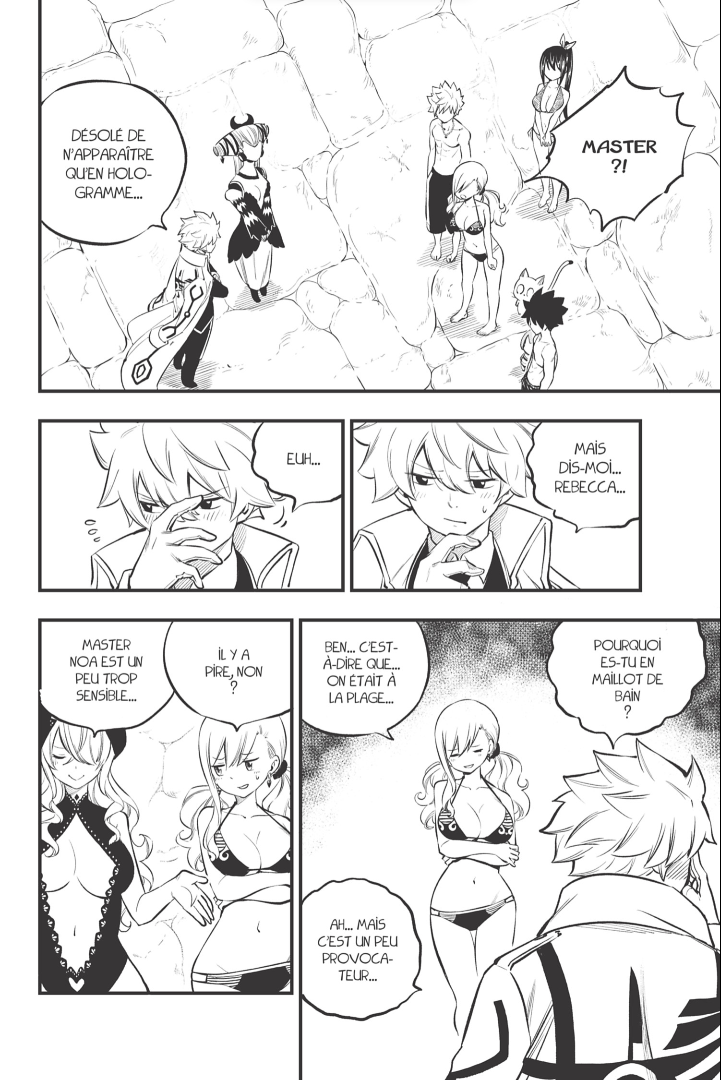 MASTER
?!
DÉSOLÉ DE
N'APPARAÎTRE
QU'EN HOLO-
GRAMME...
MAIS
DIS-MOI...
REBECCA...
EUH...
POURQUOI
ES-TU EN
MAILLOT DE
BAIN
?
BEN... C'EST-
À-DIRE QUE...
ON ÉTAIT À
LA PLAGE...
AH... MAIS
C'EST UN PEU
PROVOCA-
TEUR...
IL Y A
PIRE, NON
?
MASTER
NOA EST UN
PEU TROP
SENSIBLE...